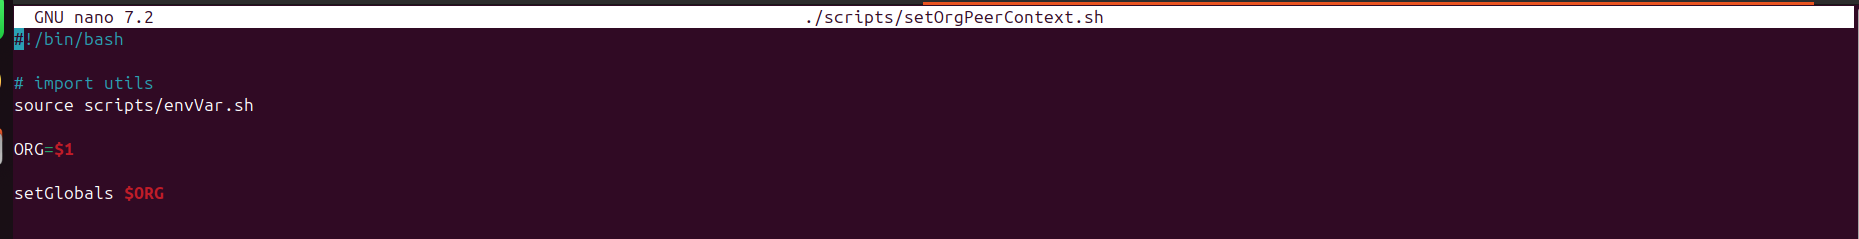 GNU nano 7.2 ./scripts/setOrgPeerContext.sh
#!/bin/bash
# import utils
source scripts/envVar.sh
ORG=$1
setGlobals $ORG